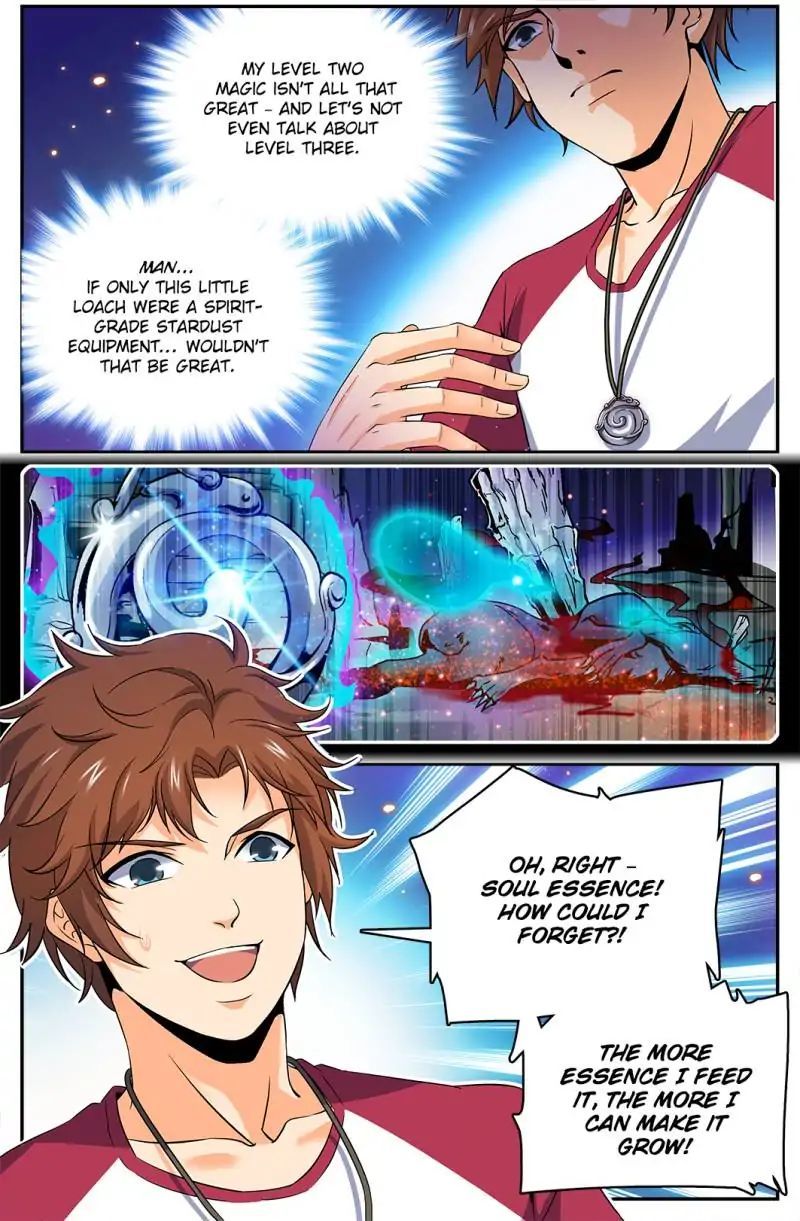 MY LEVEL TWO
MAGIC ISN'T ALL THAT
GREAT - AND LET'S NOT
EVEN TALK ABOUT
LEVEL THREE.
MAN...
IF ONLY THIS LITTLE
LOACH WERE A SPIRIT-
GRADE STARDUST
EQUIPMENT... WOULDN'T
THAT BE GREAT.
OH, RIGHT -
SOUL ESSENCE!
HOW COULD I
FORGET?!
THE MORE
ESSENCE I FEED
IT, THE MORE I
CAN MAKE IT
GROW!